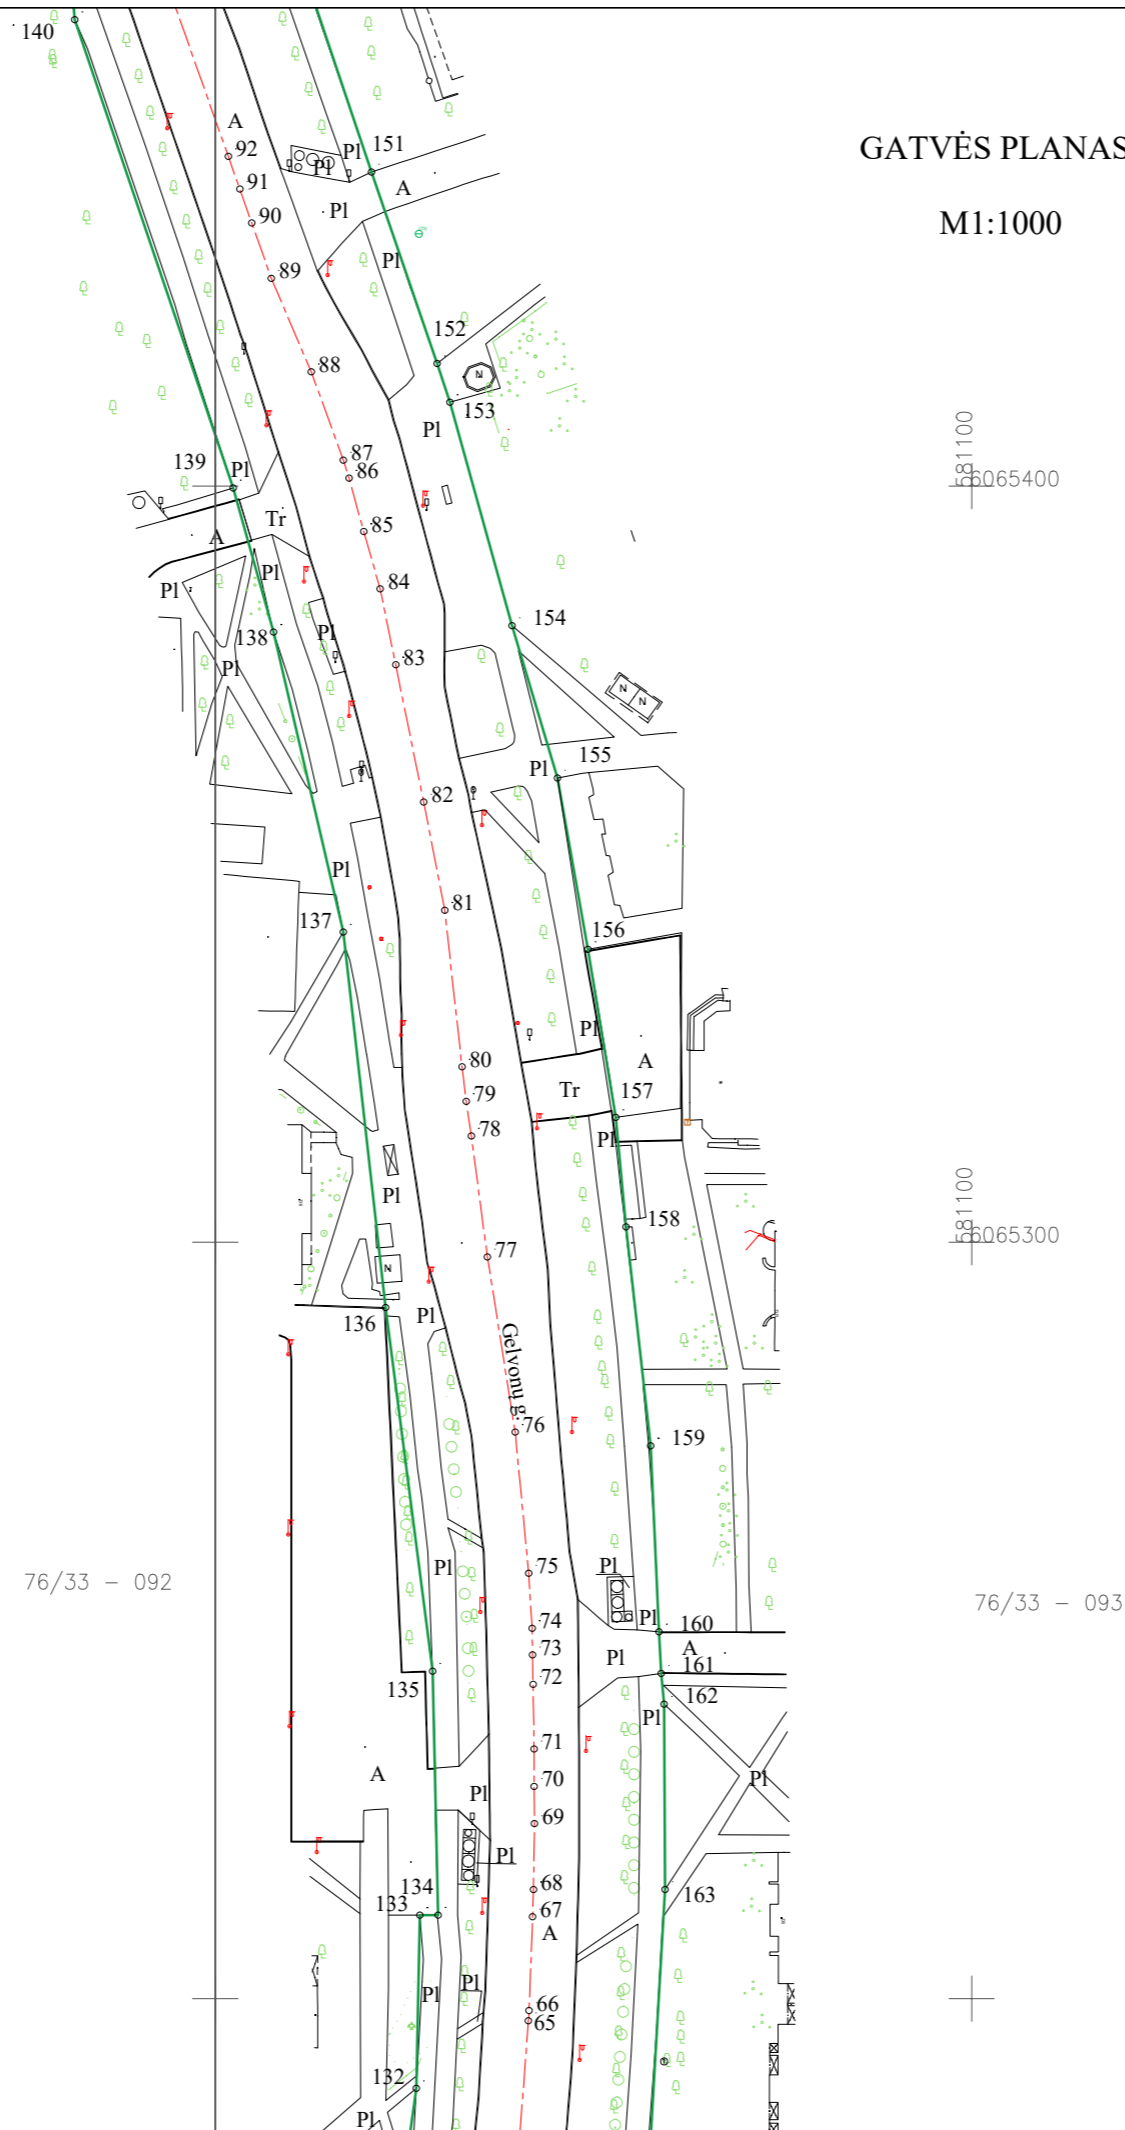 140
GATVĖS PLANAS
M1:1000
A
92
Pl
151
Pl
91
A
90
Pl
Pl
89
152
88
N
153
Pl
87
139
Pl
86
581100
6065400
Tr
85
A
Pl
84
Pl
154
138
Pl
83
Pl
N
N
155
Pl
82
Pl
81
137
156
Pl
80
A
79
Tr
157
78
Pl
Pl
158
581100
6065300
77
N
136
Pl
Gelvonų g.
76
159
75
Pl
Pl
76/33 - 092
76/33 - 093
74
Pl
160
73
Pl
A
161
72
135
162
Pl
71
A
70
Pl
Pl
69
Pl
134
68
163
133
67
A
Pl
Pl
66
65
132
Pl